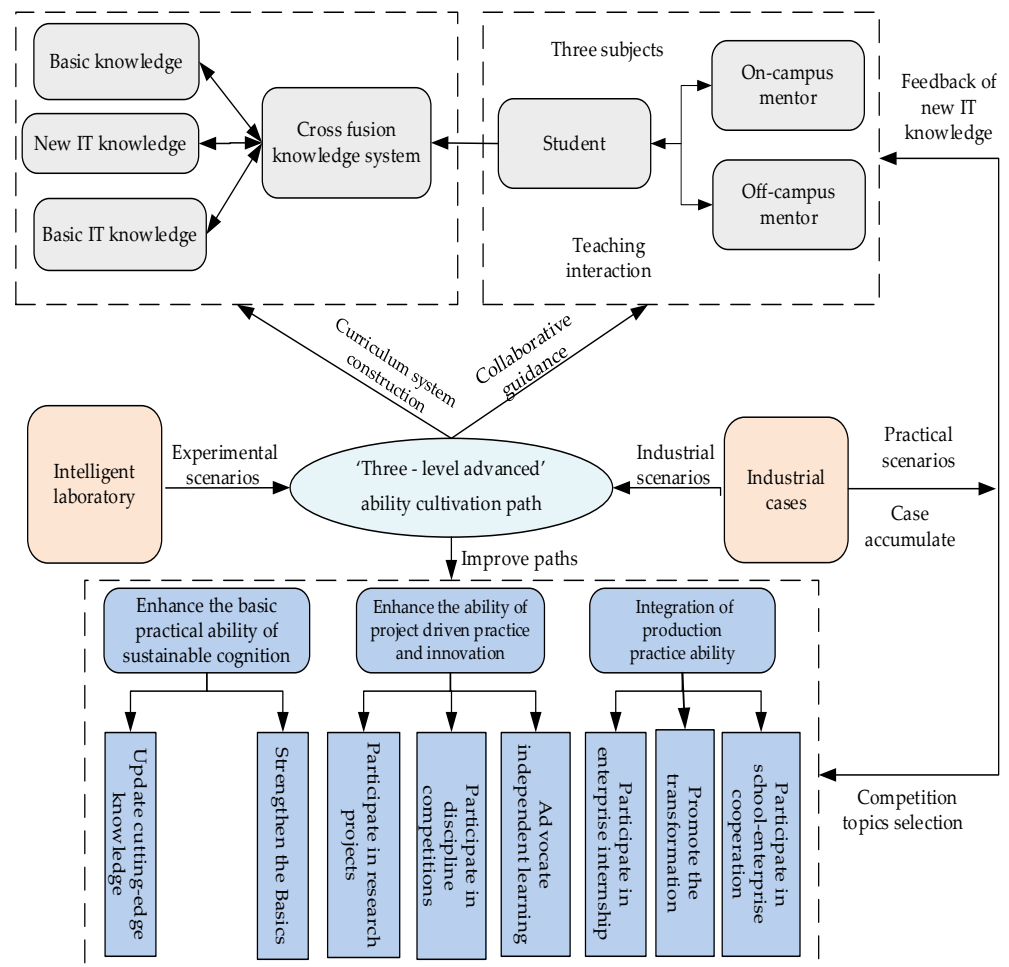 Basic knowledge
New IT knowledge
Basic IT knowledge
Cross fusion
knowledge system
Three subjects
Student
On-campus
mentor
Off-campus
mentor
Teaching
interaction
Feedback of
new IT
knowledge
Curriculum system
construction
Collaborative
guidance
Intelligent
laboratory
Experimental
scenarios
‘Three - level advanced’
ability cultivation path
Industrial
scenarios
Industrial
cases
Practical
scenarios
Case
accumulate
Improve paths
Enhance the basic
practical ability of
sustainable cognition
Enhance the ability of
project driven practice
and innovation
Integration of
production
practice ability
Update cutting-edge
knowledge
Strengthen the Basics
Participate in research
projects
Participate in
discipline
competitions
Advocate
independent learning
Participate in
enterprise internship
Promote the
transformation
Participate in
school-enterprise
cooperation
Competition
topics selection